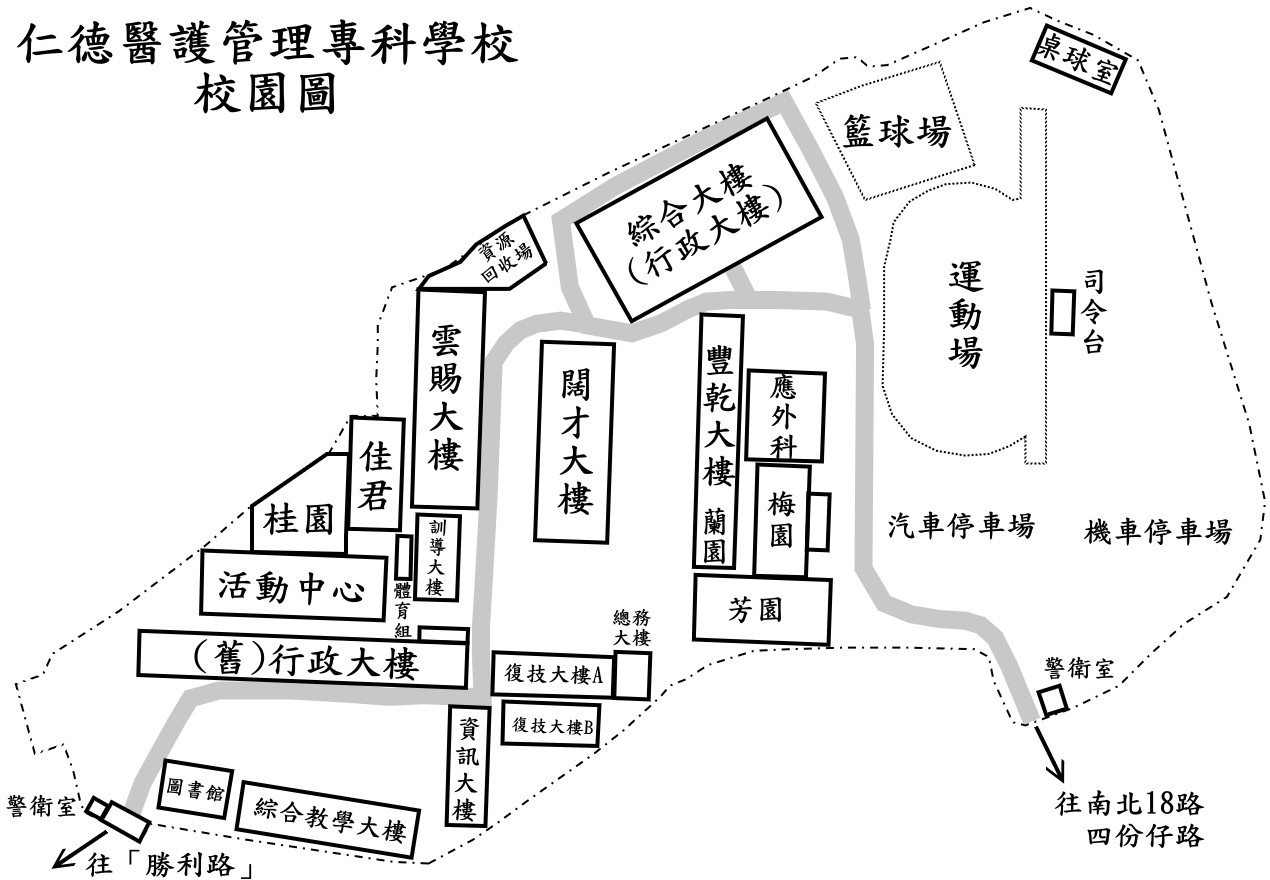 仁德醫護管理專科學校
校園圖
桌球室
籃球場
綜合大樓
(行政大樓)
資源
回收場
運動場
司令台
雲賜大樓
闊才大樓
豐乾大樓 蘭園
應外科
佳君
桂園
梅園
訓導大樓
汽車停車場
機車停車場
活動中心
體育組
芳園
總務
大樓
(舊)行政大樓
復技大樓A
警衛室
復技大樓B
資訊大樓
圖書館
綜合教學大樓
警衛室
往「勝利路」
往南北18路
四份仔路